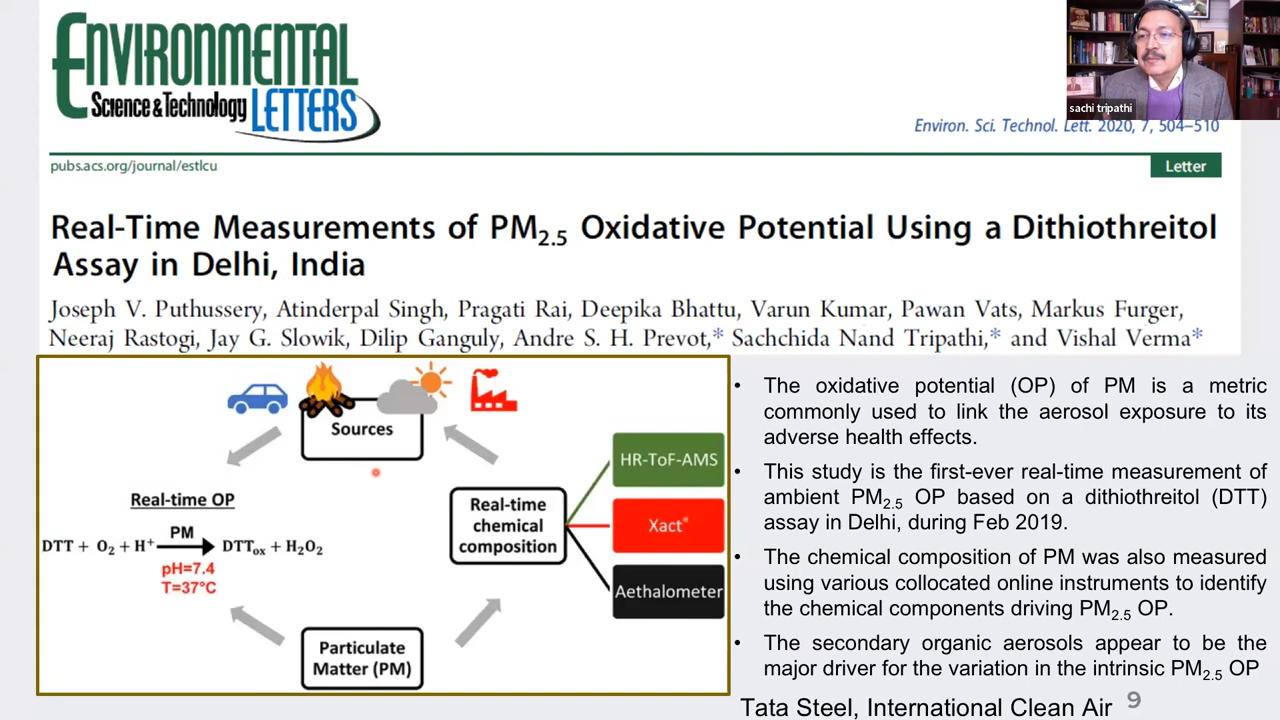 ENVIRONMENTAL
Science & Technology LETTERS
sachi tripathi
Environ. Sci. Technol. Lett. 2020, 7, 504−510
pubs.acs.org/journal/estlcu
Letter
Real-Time Measurements of PM2.5 Oxidative Potential Using a Dithiothreitol
Assay in Delhi, India
Joseph V. Puthussery, Atinderpal Singh, Pragati Rai, Deepika Bhattu, Varun Kumar, Pawan Vats, Markus Furger,
Neeraj Rastogi, Jay G. Slowik, Dilip Ganguly, Andre S. H. Prevot,* Sachchida Nand Tripathi,* and Vishal Verma*
Sources
Real-time OP
PM
DTT + O2 + H+ → DTTox + H2O2
pH=7.4
T=37°C
Real-time
chemical
composition
HR-ToF-AMS
Xact®
Aethalometer
Particulate
Matter (PM)
• The oxidative potential (OP) of PM is a metric
commonly used to link the aerosol exposure to its
adverse health effects.
• This study is the first-ever real-time measurement of
ambient PM2.5 OP based on a dithiothreitol (DTT)
assay in Delhi, during Feb 2019.
• The chemical composition of PM was also measured
using various collocated online instruments to identify
the chemical components driving PM2.5 OP.
• The secondary organic aerosols appear to be the
major driver for the variation in the intrinsic PM2.5 OP
Tata Steel, International Clean Air 9